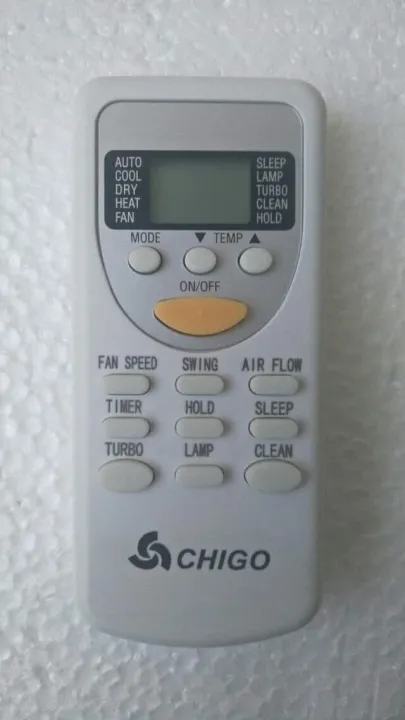 AUTO SLEEP
COOL LAMP
DRY TURBO
HEAT CLEAN
FAN HOLD
MODE ▼ TEMP ▲
ON/OFF
FAN SPEED SWING AIR FLOW
TIMER HOLD SLEEP
TURBO LAMP CLEAN
CHIGO